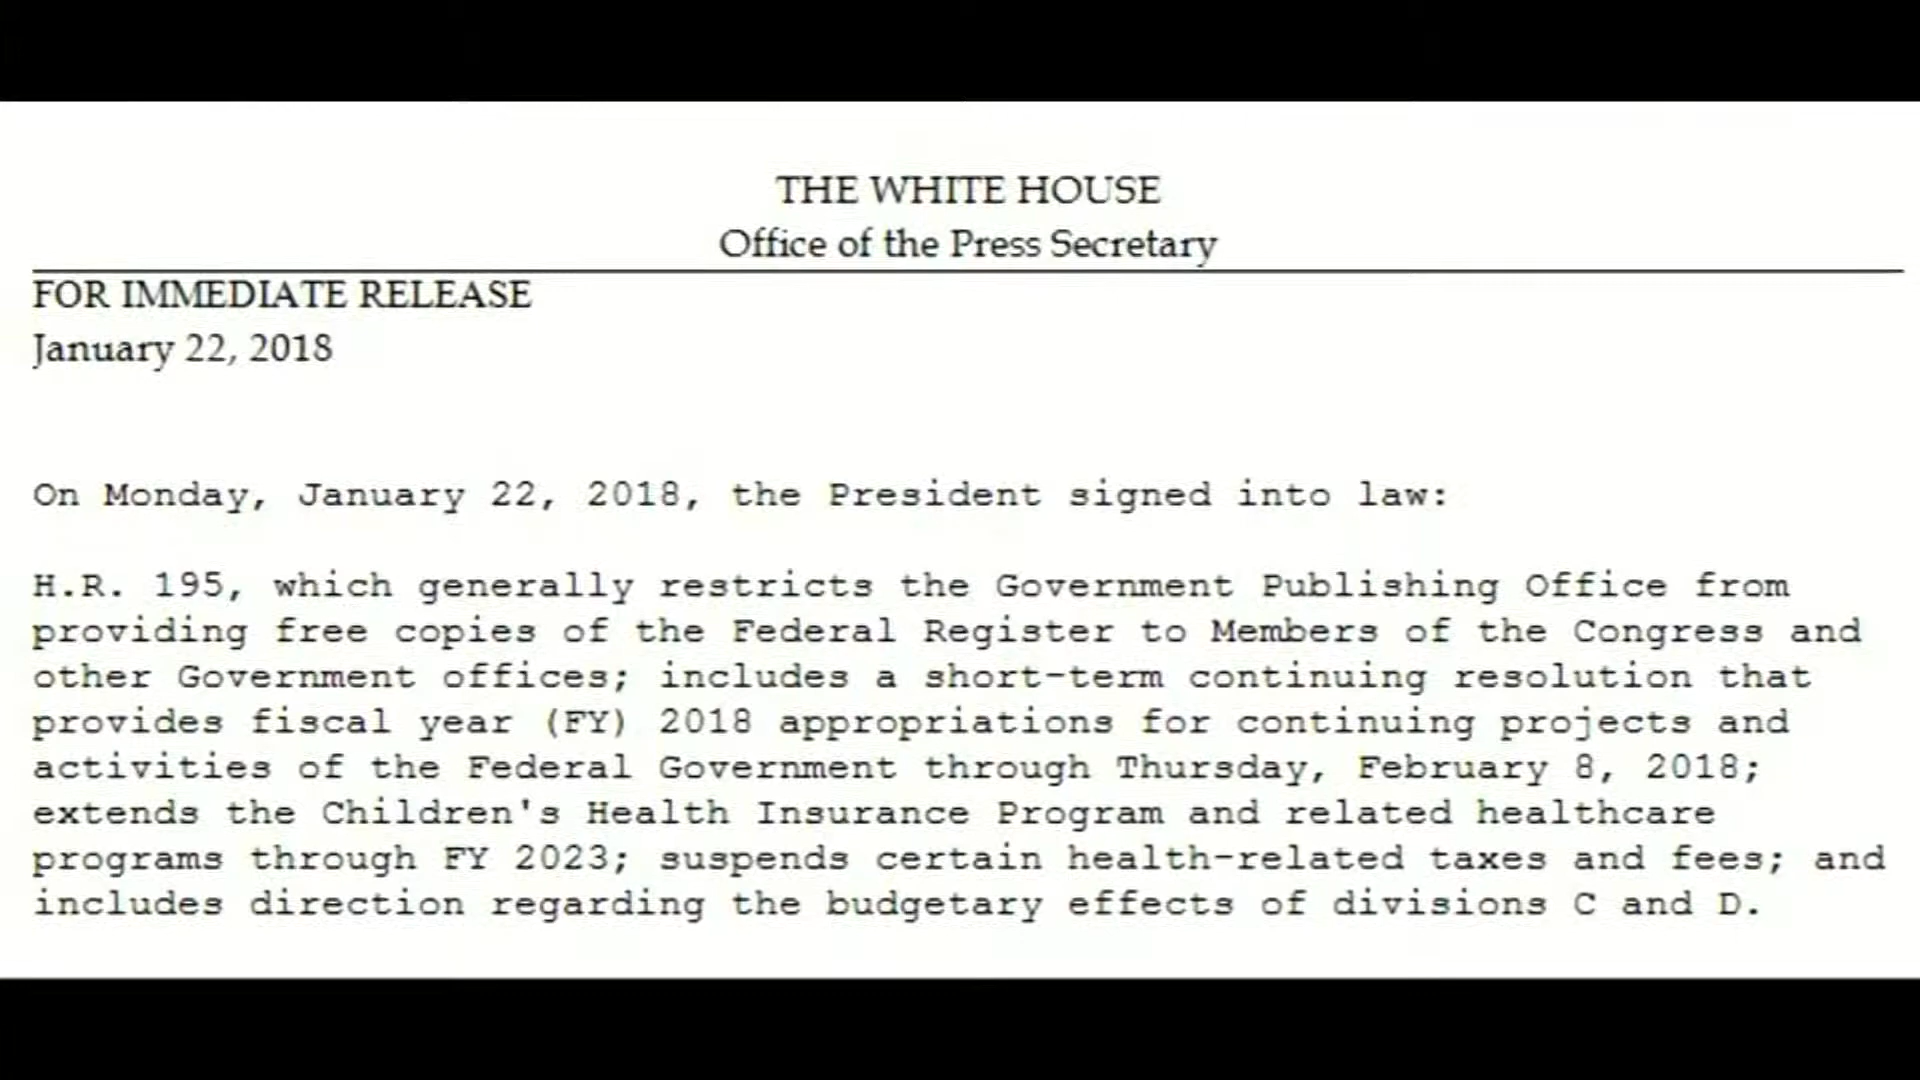 THE WHITE HOUSE
Office of the Press Secretary
FOR IMMEDIATE RELEASE
January 22, 2018
On Monday, January 22, 2018, the President signed into law:
H.R. 195, which generally restricts the Government Publishing Office from
providing free copies of the Federal Register to Members of the Congress and
other Government offices; includes a short-term continuing resolution that
provides fiscal year (FY) 2018 appropriations for continuing projects and
activities of the Federal Government through Thursday, February 8, 2018;
extends the Children's Health Insurance Program and related healthcare
programs through FY 2023; suspends certain health-related taxes and fees; and
includes direction regarding the budgetary effects of divisions C and D.